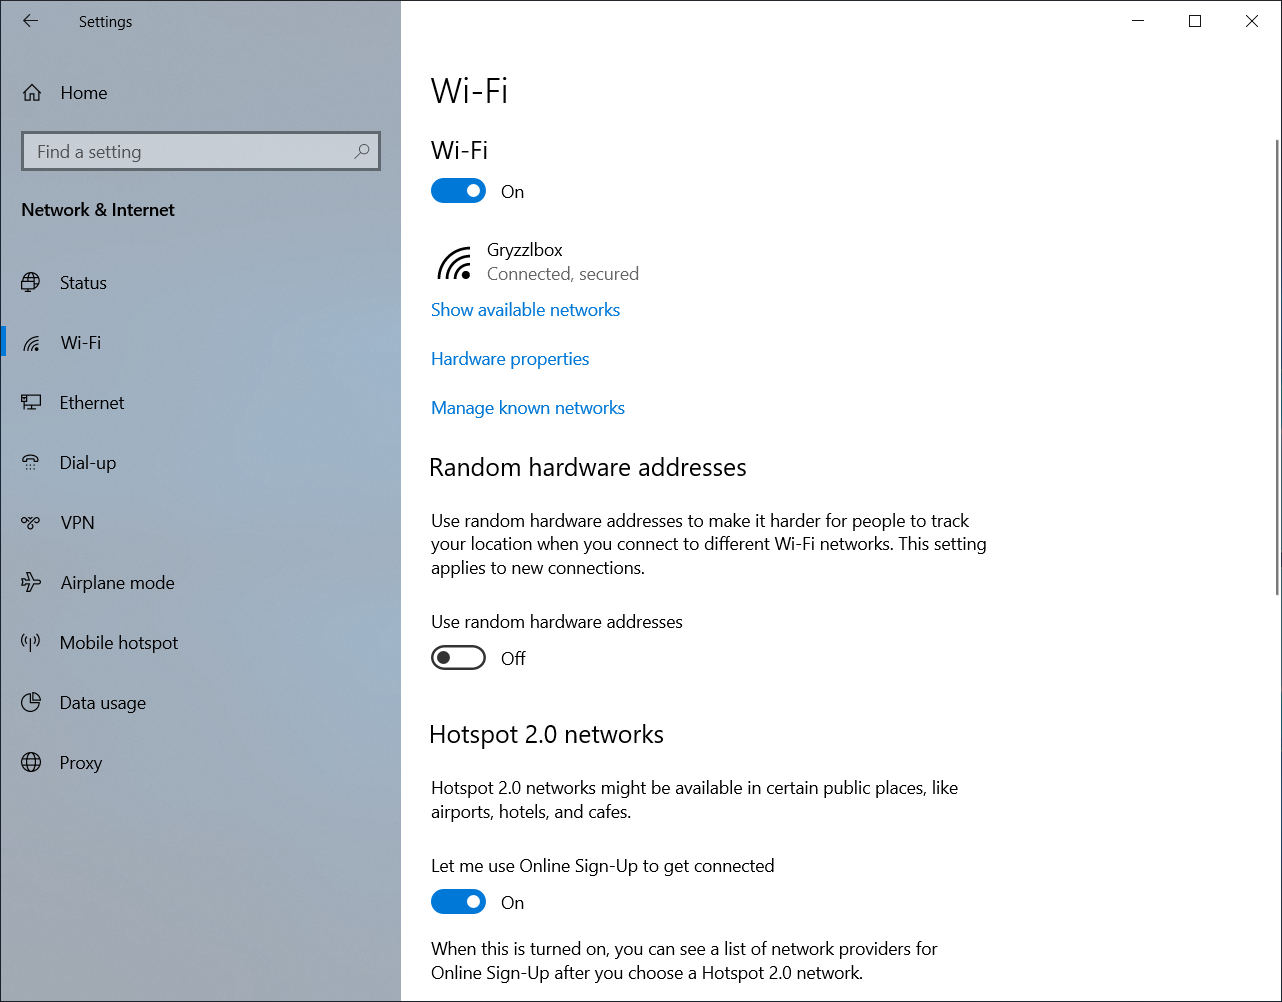 Settings
Home
Find a setting
Network & Internet
Status
Wi-Fi
Ethernet
Dial-up
VPN
Airplane mode
Mobile hotspot
Data usage
Proxy
Wi-Fi
Wi-Fi
On
Gryzzlbox
Connected, secured
Show available networks
Hardware properties
Manage known networks
Random hardware addresses
Use random hardware addresses to make it harder for people to track
your location when you connect to different Wi-Fi networks. This setting
applies to new connections.
Use random hardware addresses
Off
Hotspot 2.0 networks
Hotspot 2.0 networks might be available in certain public places, like
airports, hotels, and cafes.
Let me use Online Sign-Up to get connected
On
When this is turned on, you can see a list of network providers for
Online Sign-Up after you choose a Hotspot 2.0 network.